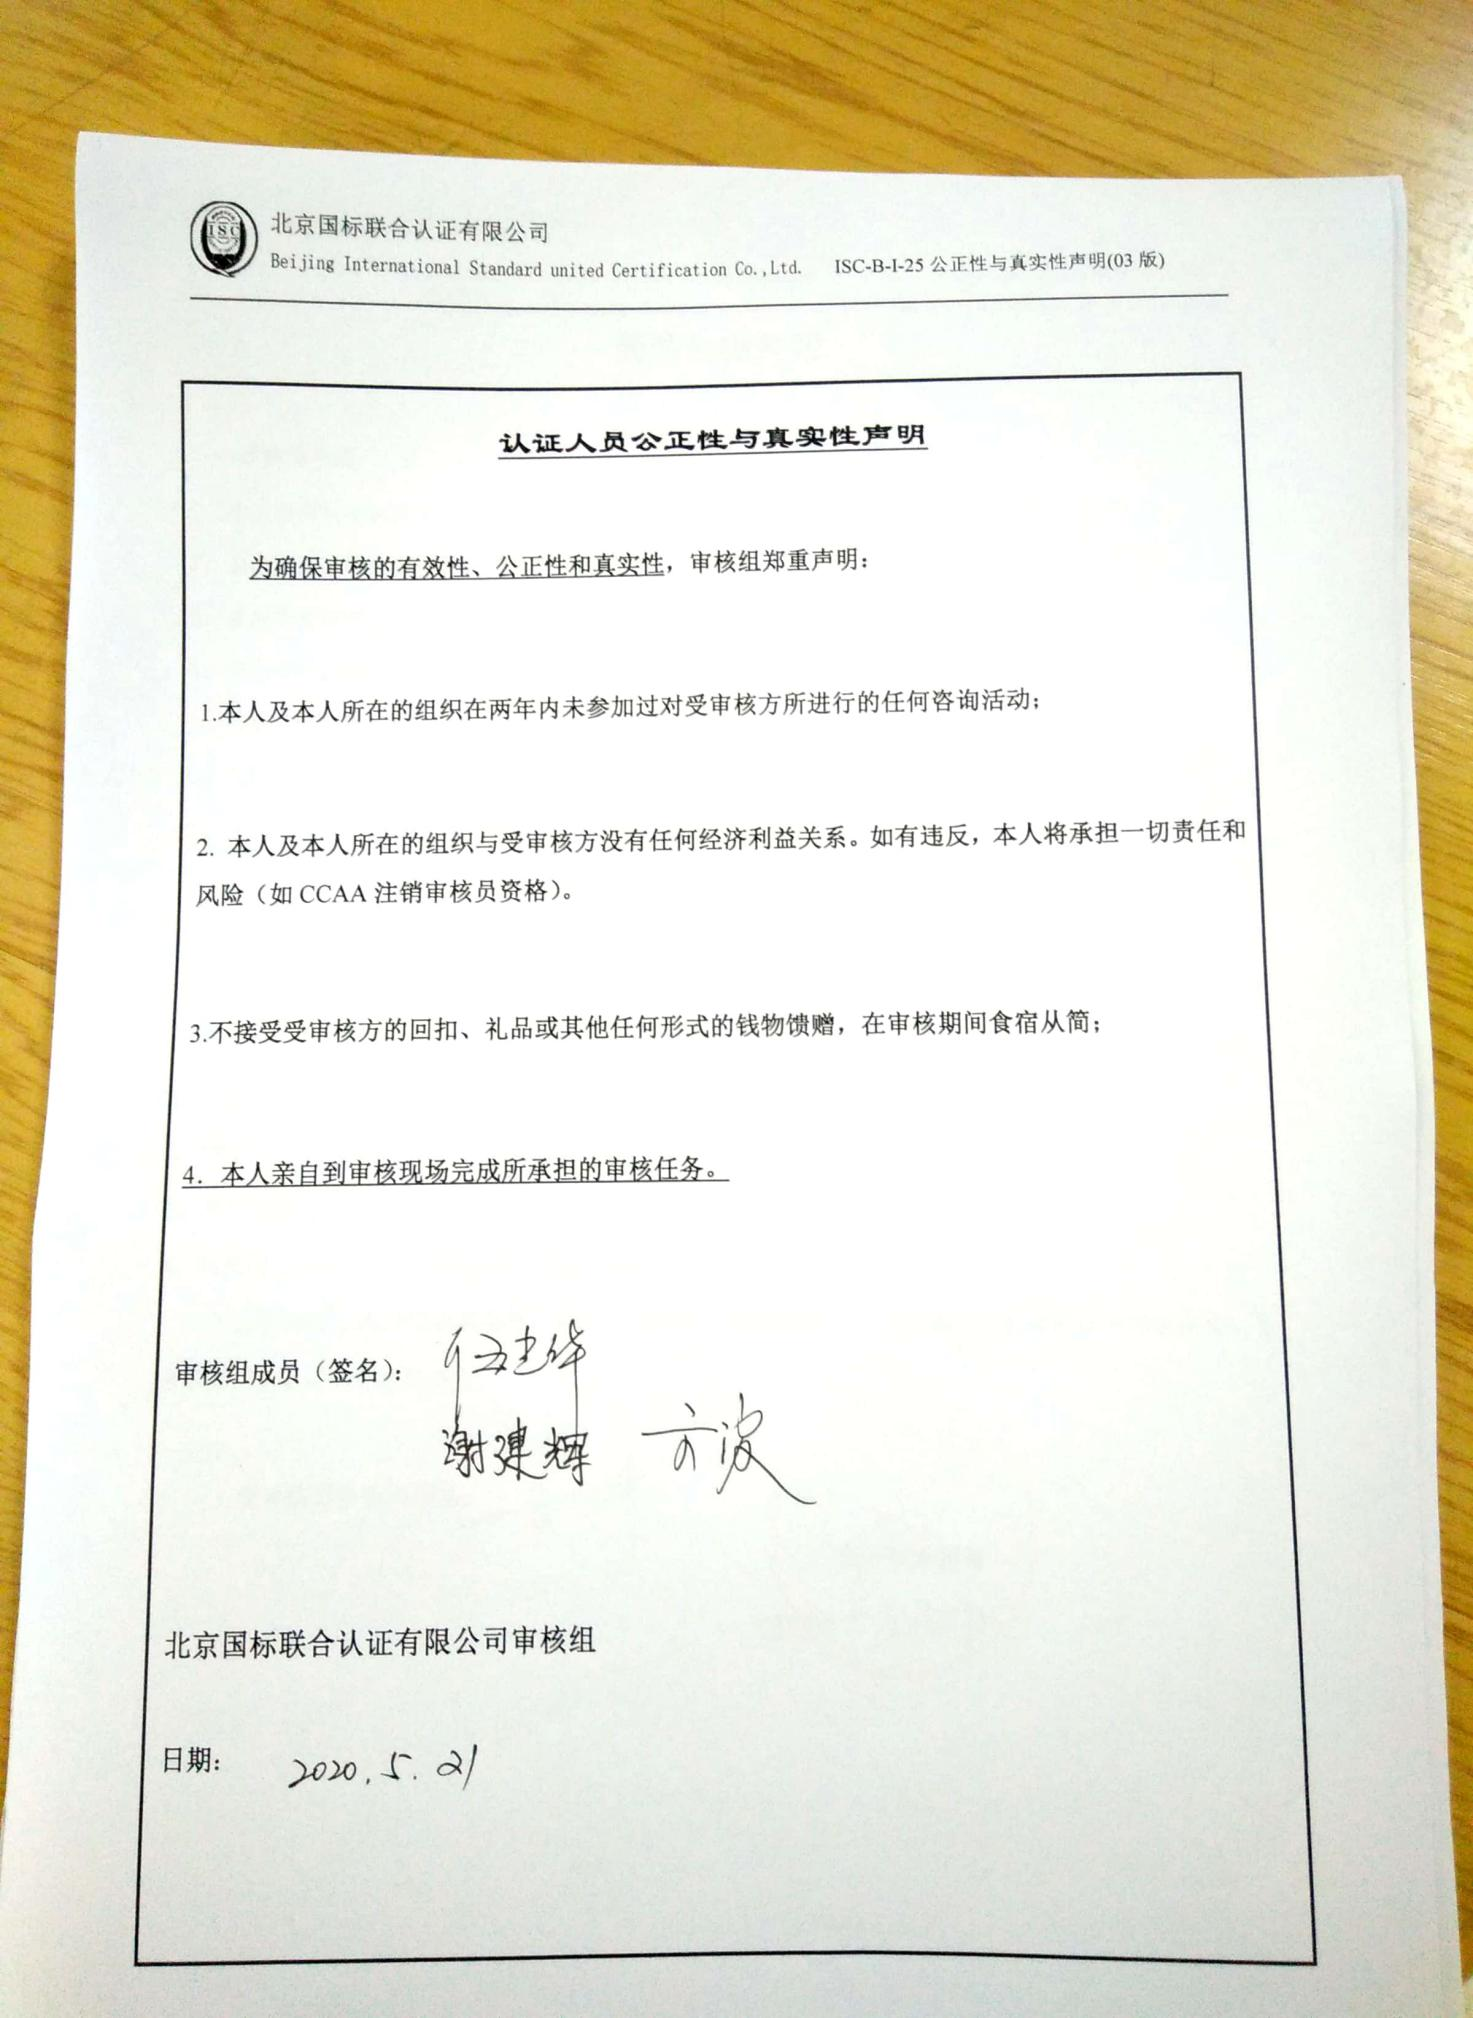 ISC
北京国标联合认证有限公司
Beijing International Standard united Certification Co.,Ltd. ISC-B-I-25 公正性与真实性声明(03 版)
认证人员公正性与真实性声明
为确保审核的有效性、公正性和真实性，审核组郑重声明：
1.本人及本人所在的组织在两年内未参加过对受审核方所进行的任何咨询活动；
2. 本人及本人所在的组织与受审核方没有任何经济利益关系。如有违反，本人将承担一切责任和
风险（如 CCAA 注销审核员资格）。
3.不接受受审核方的回扣、礼品或其他任何形式的钱物馈赠，在审核期间食宿从简；
4. 本人亲自到审核现场完成所承担的审核任务。
审核组成员（签名）： 伍建华
谢建辉 方波
北京国标联合认证有限公司审核组
日期： 2020.5.21